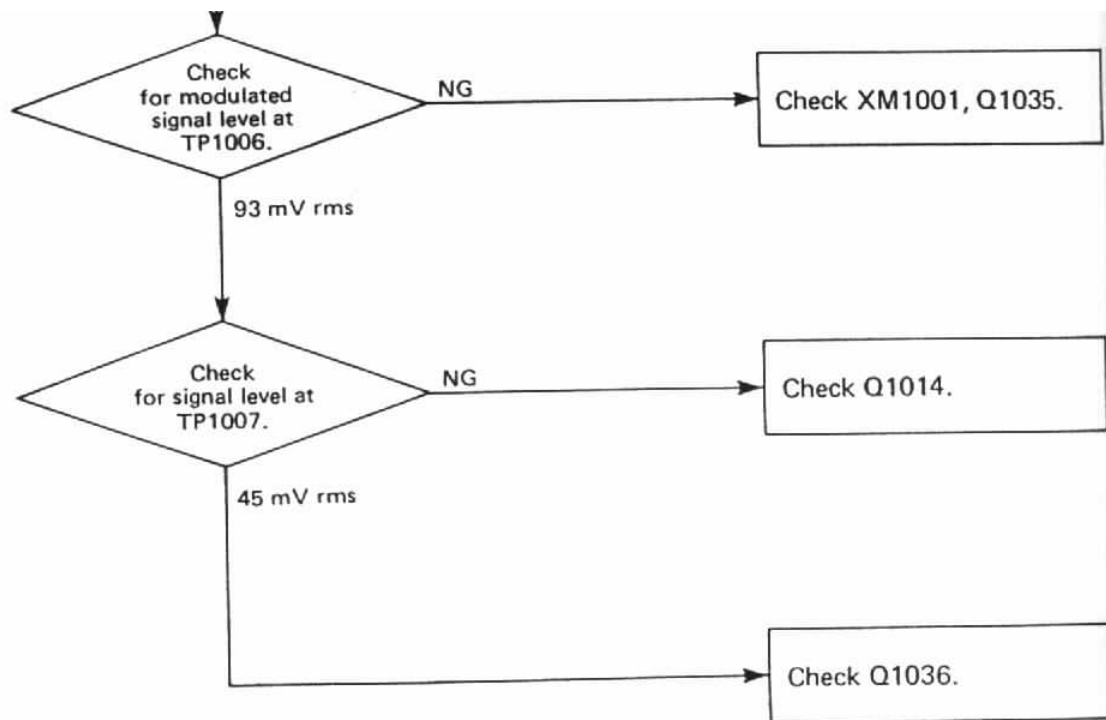 Check
for modulated
signal level at
TP1006.
NG
Check XM1001, Q1035.
93 mV rms
Check
for signal level at
TP1007.
NG
Check Q1014.
45 mV rms
Check Q1036.